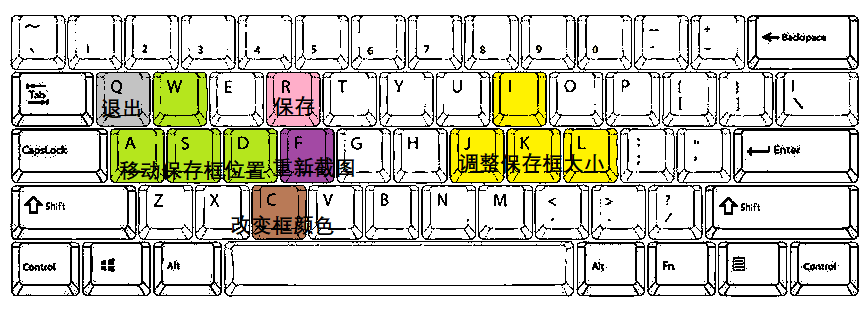 ~ 1 2 3 4 5 6 7 8 9 0 - + Backspace
Tab Q W E R T Y U I O P [ ] \
退出 保存
CapsLock A S D F G H J K L Enter
移动保存框位置 重新截图 调整保存框大小
Shift Z X C V B N M < > ? / Shift
改变框颜色
Control Alt Alt Fn Control